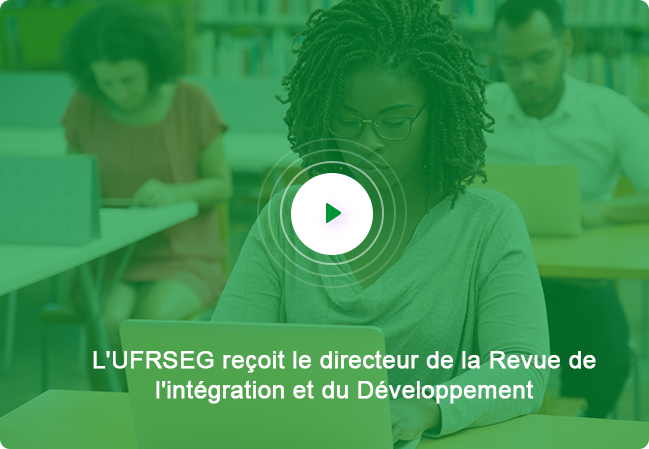 L'UFRSEG reçoit le directeur de la Revue de
l'intégration et du Développement